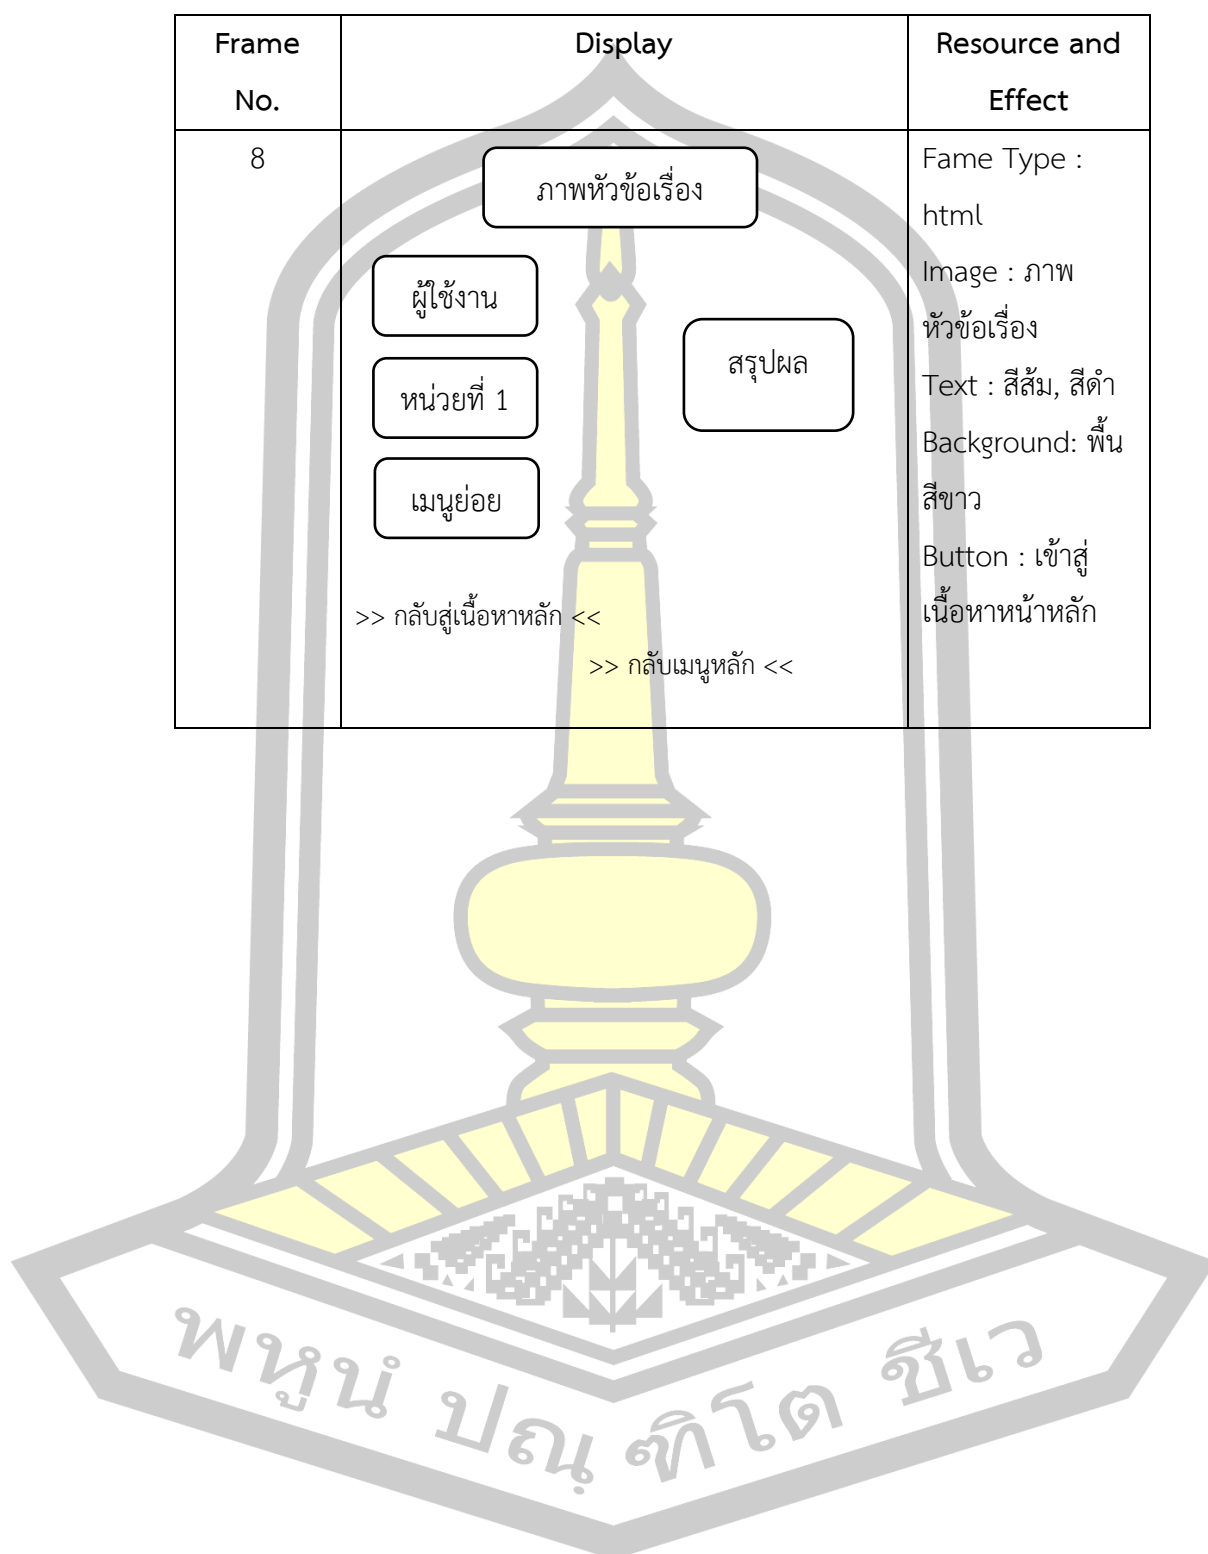 Frame No.
Display
Resource and Effect
8
ภาพหัวข้อเรื่อง
ผู้ใช้งาน
สรุปผล
หน่วยที่ 1
เมนูย่อย
>> กลับสู่เนื้อหาหลัก <<
>> กลับเมนูหลัก <<
Fame Type :
html
Image : ภาพ
หัวข้อเรื่อง
Text : สีส้ม, สีดำ
Background: พื้น
สีขาว
Button : เข้าสู่
เนื้อหาหน้าหลัก
พหูนํ ปณฺฑิโต ชีเว